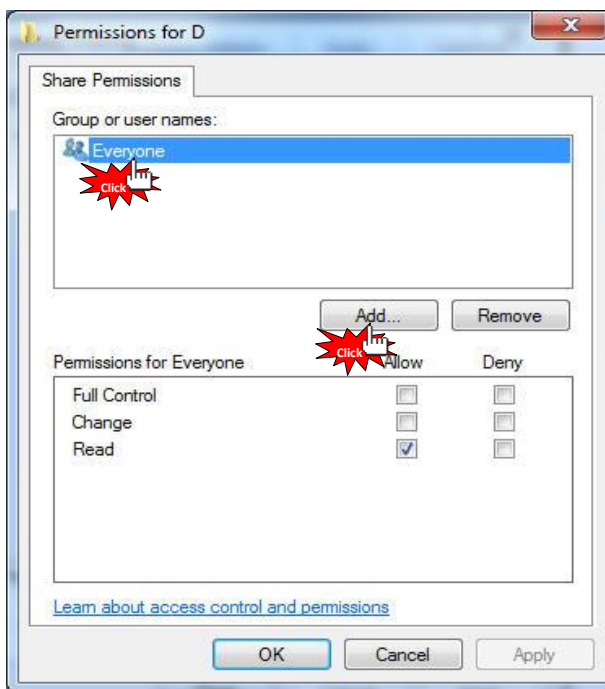 Permissions for D
Share Permissions
Group or user names:
Everyone
Click
Add... Remove
Click
Permissions for Everyone Allow Deny
Full Control
Change
Read
Learn about access control and permissions
OK Cancel Apply